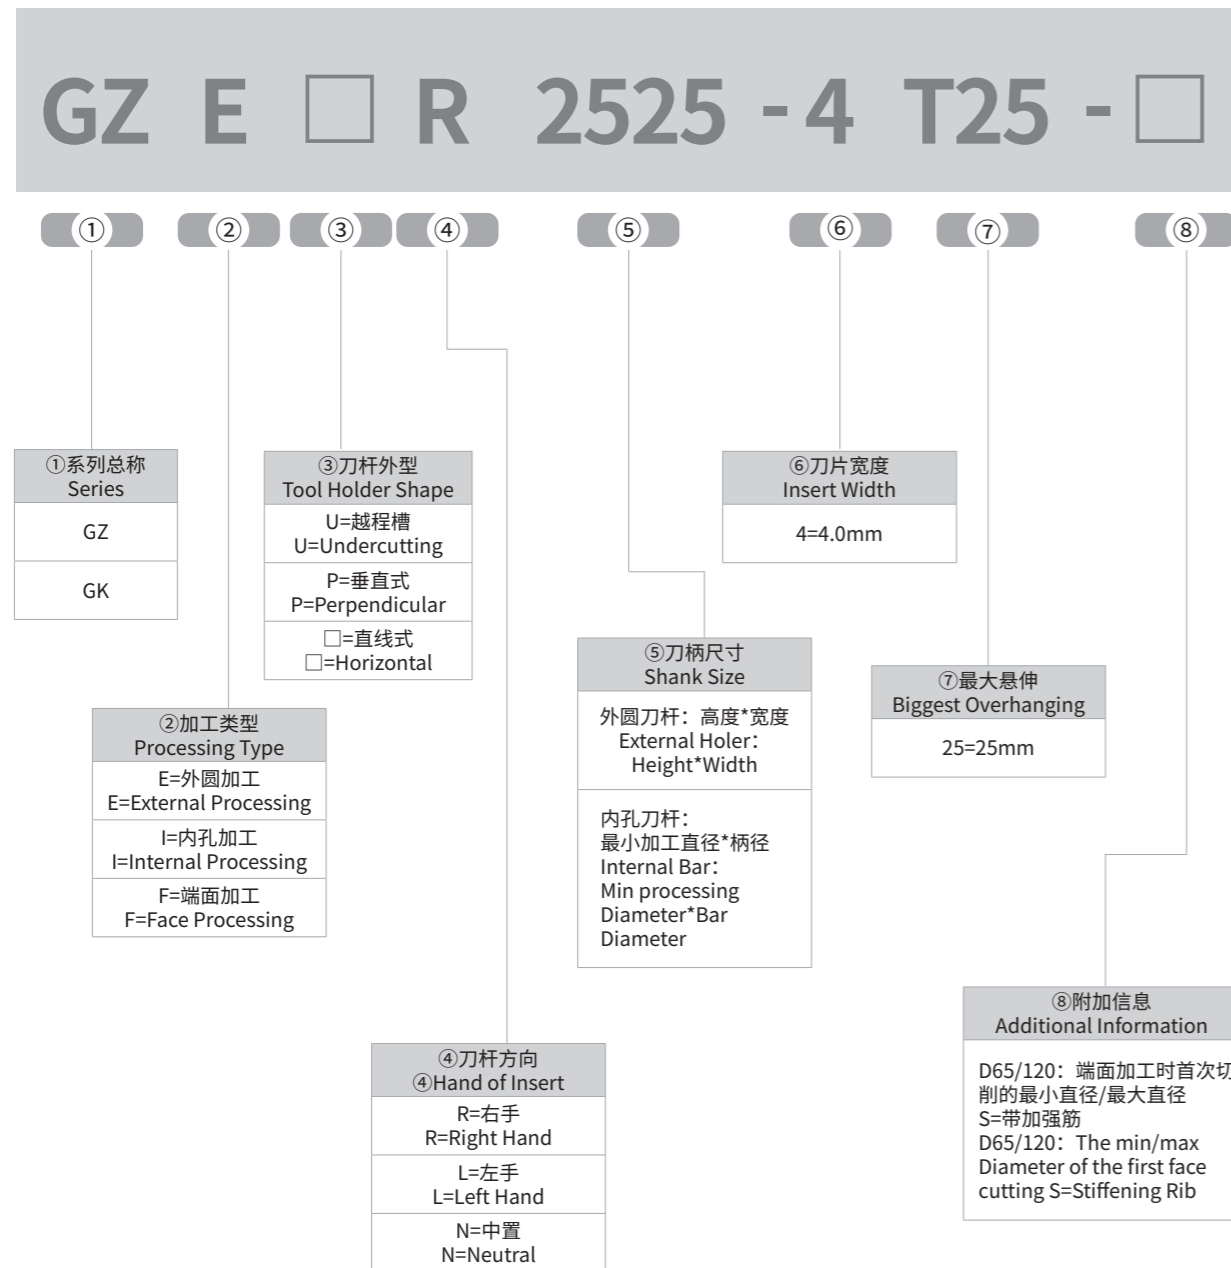 GZ E □ R 2525 - 4 T25 - □
① ② ③ ④ ⑤ ⑥ ⑦ ⑧
①系列总称
Series
GZ
GK
②加工类型
Processing Type
E=外圆加工
E=External Processing
I=内孔加工
I=Internal Processing
F=端面加工
F=Face Processing
③刀杆外型
Tool Holder Shape
U=越程槽
U=Undercutting
P=垂直式
P=Perpendicular
□=直线式
□=Horizontal
④刀杆方向
④Hand of Insert
R=右手
R=Right Hand
L=左手
L=Left Hand
N=中置
N=Neutral
⑤刀柄尺寸
Shank Size
外圆刀杆：高度*宽度
External Holer：
Height*Width
内孔刀杆：
最小加工直径*柄径
Internal Bar：
Min processing
Diameter*Bar
Diameter
⑥刀片宽度
Insert Width
4=4.0mm
⑦最大悬伸
Biggest Overhanging
25=25mm
⑧附加信息
Additional Information
D65/120：端面加工时首次切
削的最小直径/最大直径
S=带加强筋
D65/120：The min/max
Diameter of the first face
cutting S=Stiffening Rib